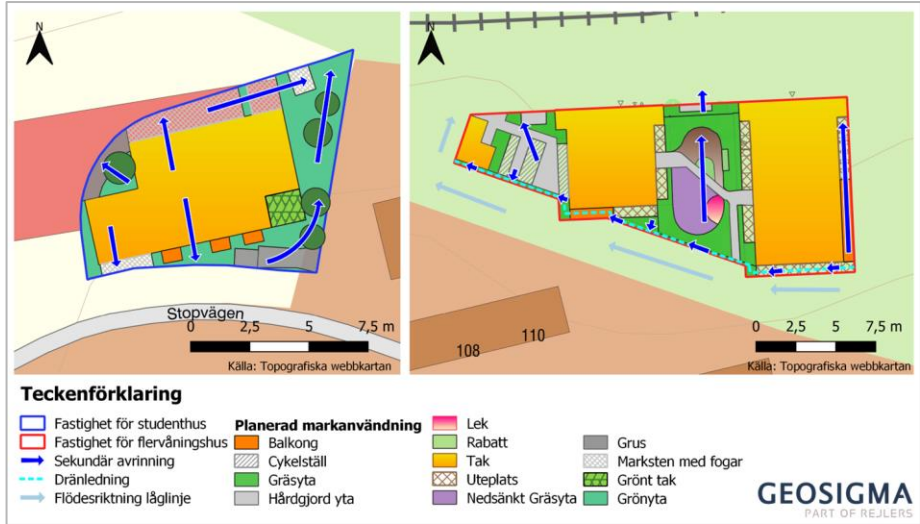 N
Stopvägen
0 2,5 5 7,5 m
Källa: Topografiska webbkartan
N
108 110
0 2,5 5 7,5 m
Källa: Topografiska webbkartan
Teckenförklaring
Fastighet för studenthus
Fastighet för flervåningshus
Sekundär avrinning
Dränledning
Flödesriktning låglinje
Planerad markanvändning
Balkong
Cykelställ
Gräsyta
Hårdgjord yta
Lek
Rabatt
Tak
Uteplats
Nedsänkt Gräsyta
Grus
Marksten med fogar
Grönt tak
Grönyta
GEOSIGMA
PART OF REJLERS